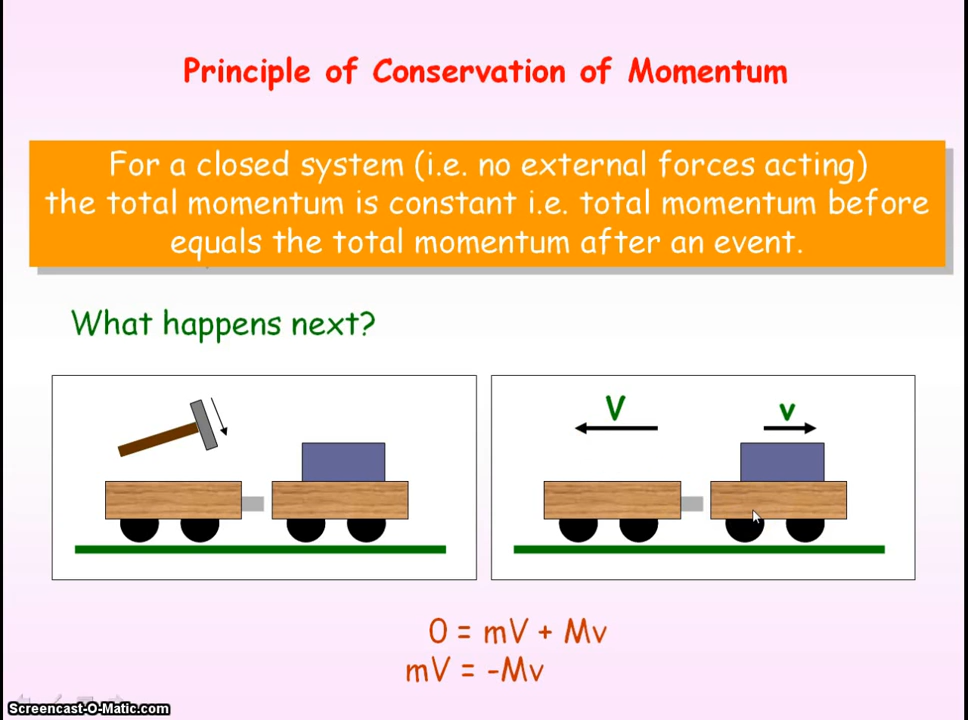 Principle of Conservation of Momentum
For a closed system (i.e. no external forces acting)
the total momentum is constant i.e. total momentum before
equals the total momentum after an event.
What happens next?
V
v
0 = mV + Mv
mV = -Mv
Screencast-O-Matic.com